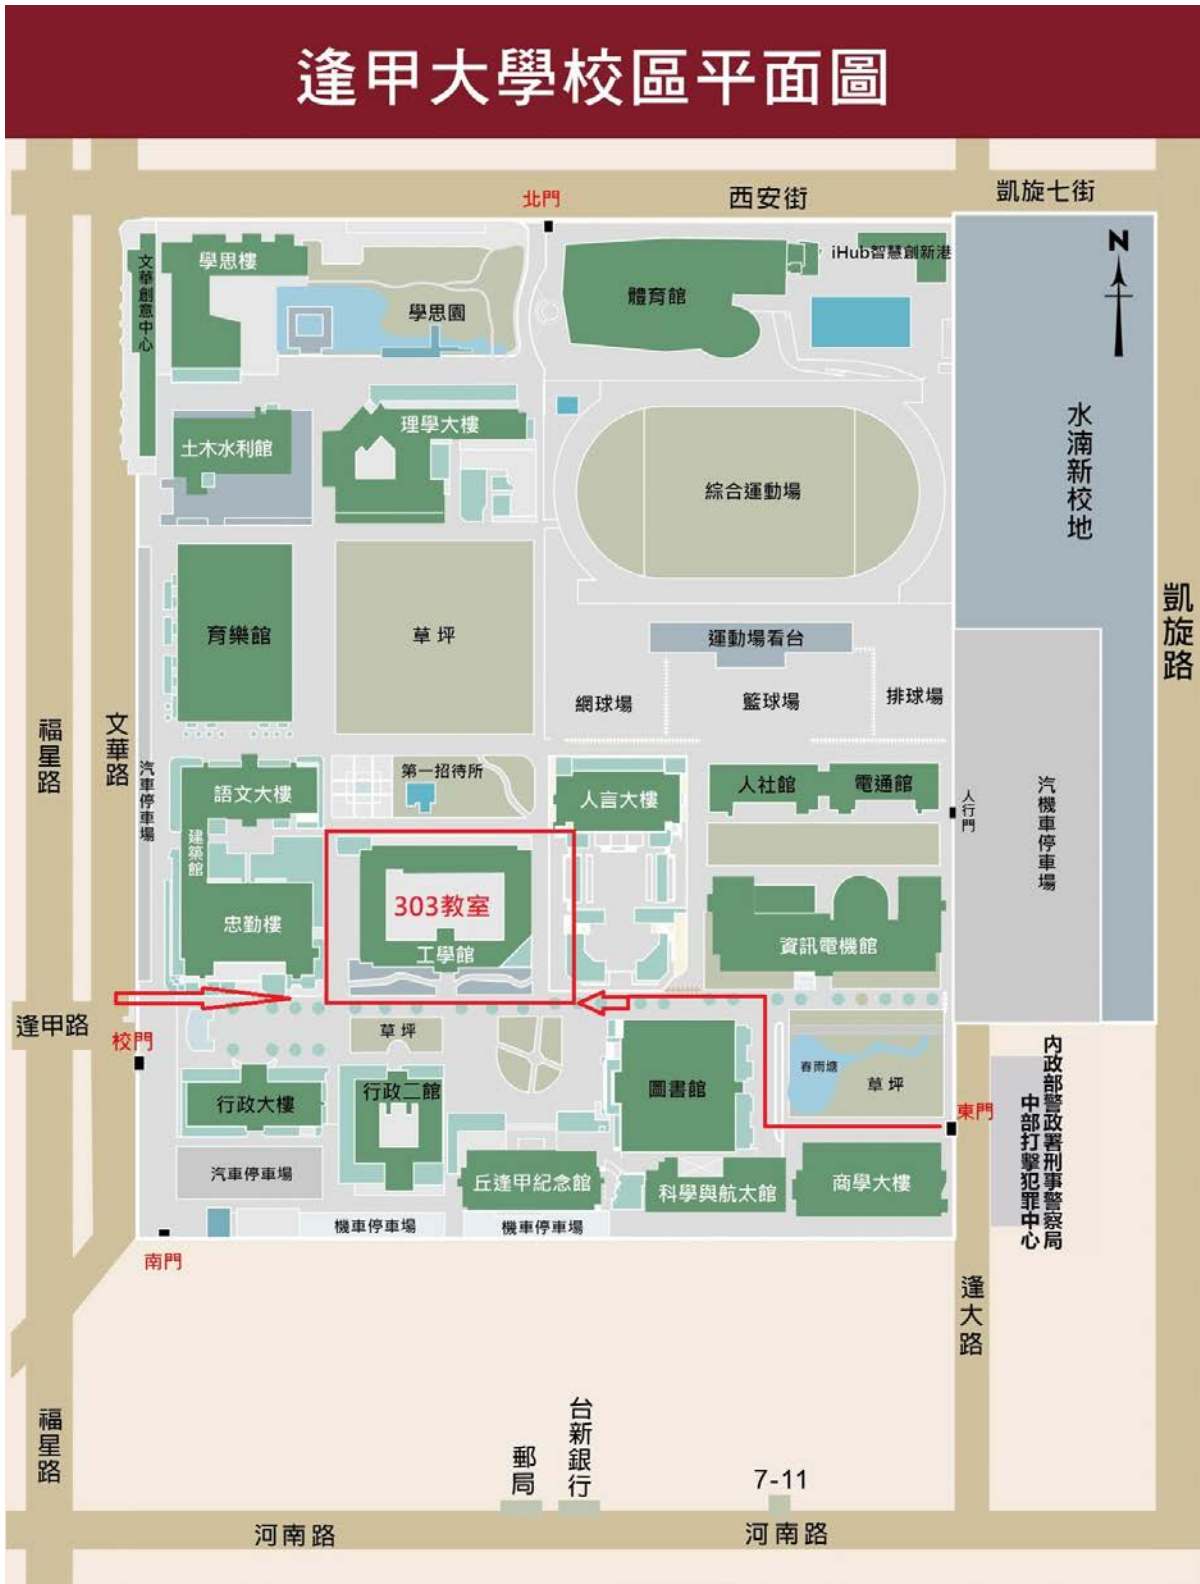 逢甲大學校區平面圖
西安街
凱旋七街
北門
N
文華創意中心
學思樓
學思園
體育館
iHub智慧創新港
水湳新校地
土木水利館
理學大樓
綜合運動場
凱旋路
育樂館
草坪
運動場看台
網球場
籃球場
排球場
福星路
文華路
汽車停車場
語文大樓
第一招待所
人言大樓
人社館
電通館
人行門
汽機車停車場
建築館
303教室
忠勤樓
工學館
資訊電機館
逢甲路
校門
草坪
春雨塘
草坪
行政大樓
行政二館
圖書館
東門
內政部警政署刑事警察局
中部打擊犯罪中心
汽車停車場
丘逢甲紀念館
科學與航太館
商學大樓
機車停車場
機車停車場
南門
逢大路
福星路
郵局
台新銀行
7-11
河南路
河南路